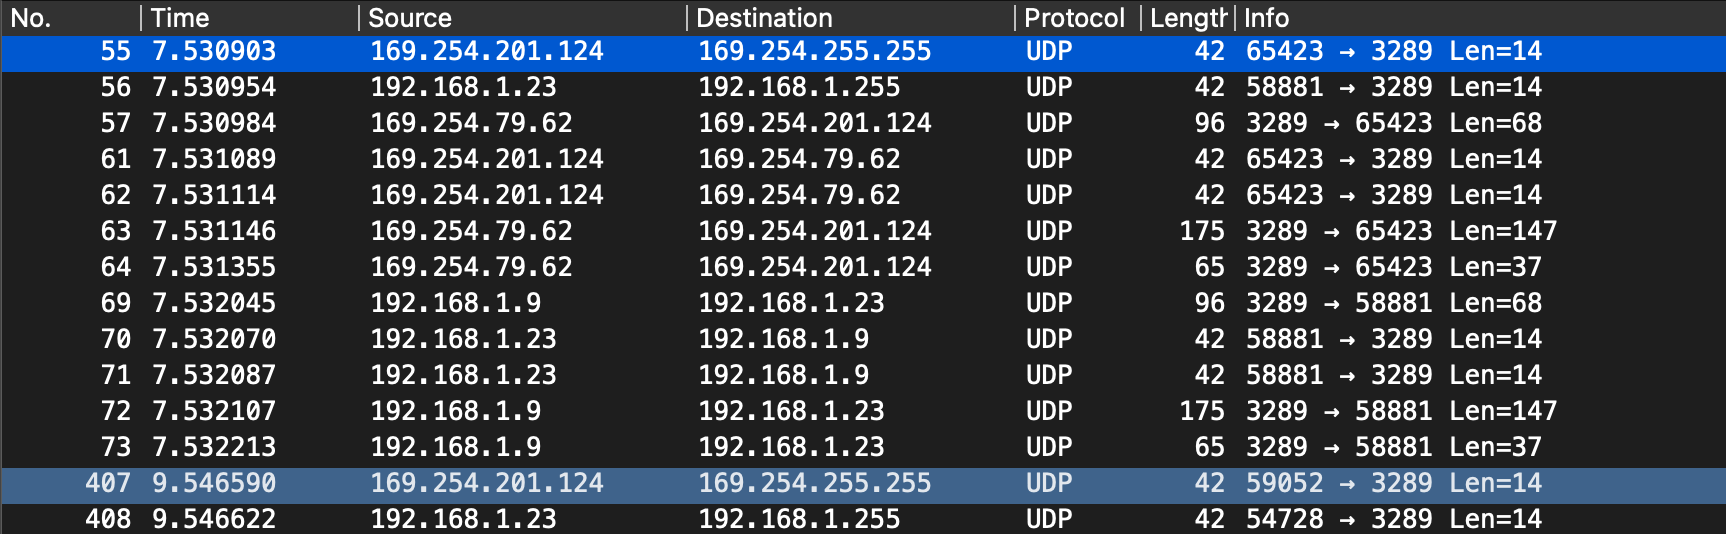 No. Time Source Destination Protocol Length Info
55 7.530903 169.254.201.124 169.254.255.255 UDP 42 65423 → 3289 Len=14
56 7.530954 192.168.1.23 192.168.1.255 UDP 42 58881 → 3289 Len=14
57 7.530984 169.254.79.62 169.254.201.124 UDP 96 3289 → 65423 Len=68
61 7.531089 169.254.201.124 169.254.79.62 UDP 42 65423 → 3289 Len=14
62 7.531114 169.254.201.124 169.254.79.62 UDP 42 65423 → 3289 Len=14
63 7.531146 169.254.79.62 169.254.201.124 UDP 175 3289 → 65423 Len=147
64 7.531355 169.254.79.62 169.254.201.124 UDP 65 3289 → 65423 Len=37
69 7.532045 192.168.1.9 192.168.1.23 UDP 96 3289 → 58881 Len=68
70 7.532070 192.168.1.23 192.168.1.9 UDP 42 58881 → 3289 Len=14
71 7.532087 192.168.1.23 192.168.1.9 UDP 42 58881 → 3289 Len=14
72 7.532107 192.168.1.9 192.168.1.23 UDP 175 3289 → 58881 Len=147
73 7.532213 192.168.1.9 192.168.1.23 UDP 65 3289 → 58881 Len=37
407 9.546590 169.254.201.124 169.254.255.255 UDP 42 59052 → 3289 Len=14
408 9.546622 192.168.1.23 192.168.1.255 UDP 42 54728 → 3289 Len=14